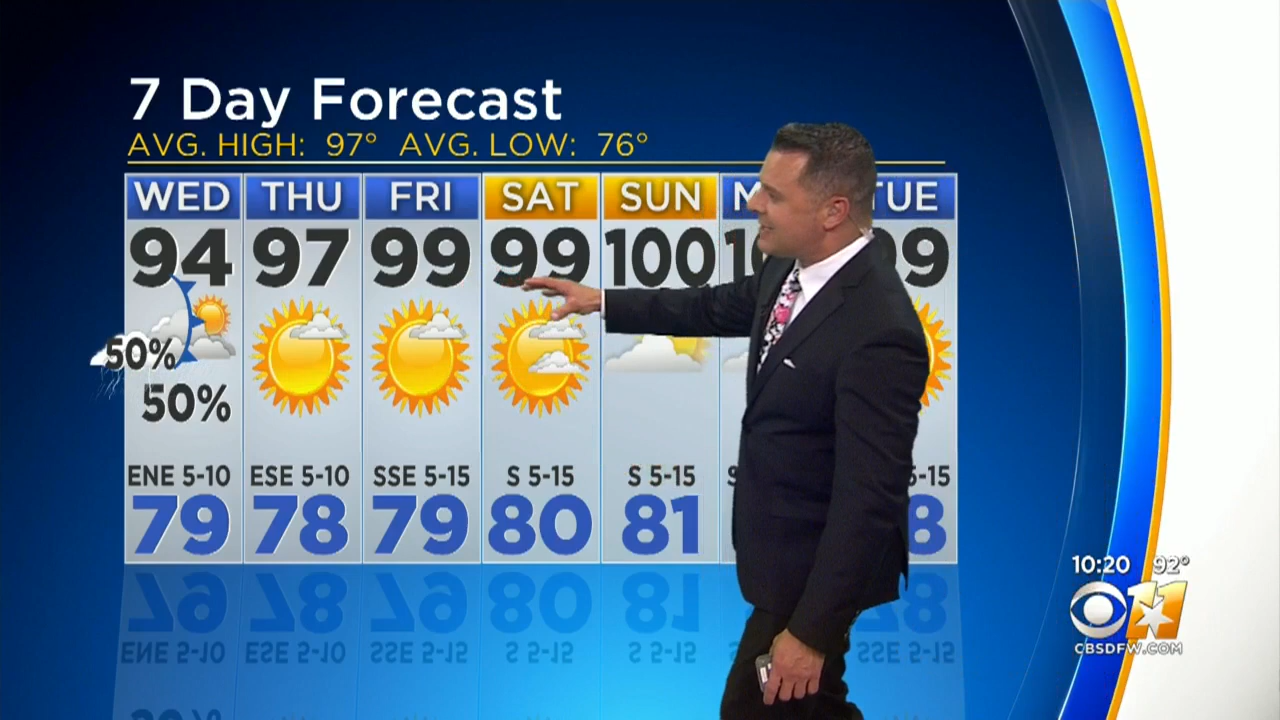 7 Day Forecast
AVG. HIGH: 97° AVG. LOW: 76°
WED THU FRI SAT SUN TUE
94 97 99 99 100
50%
50%
ENE 5-10 ESE 5-10 SSE 5-15 S 5-15 S 5-15
79 78 79 80 81
10:20 92°
11
CBSDFW.COM